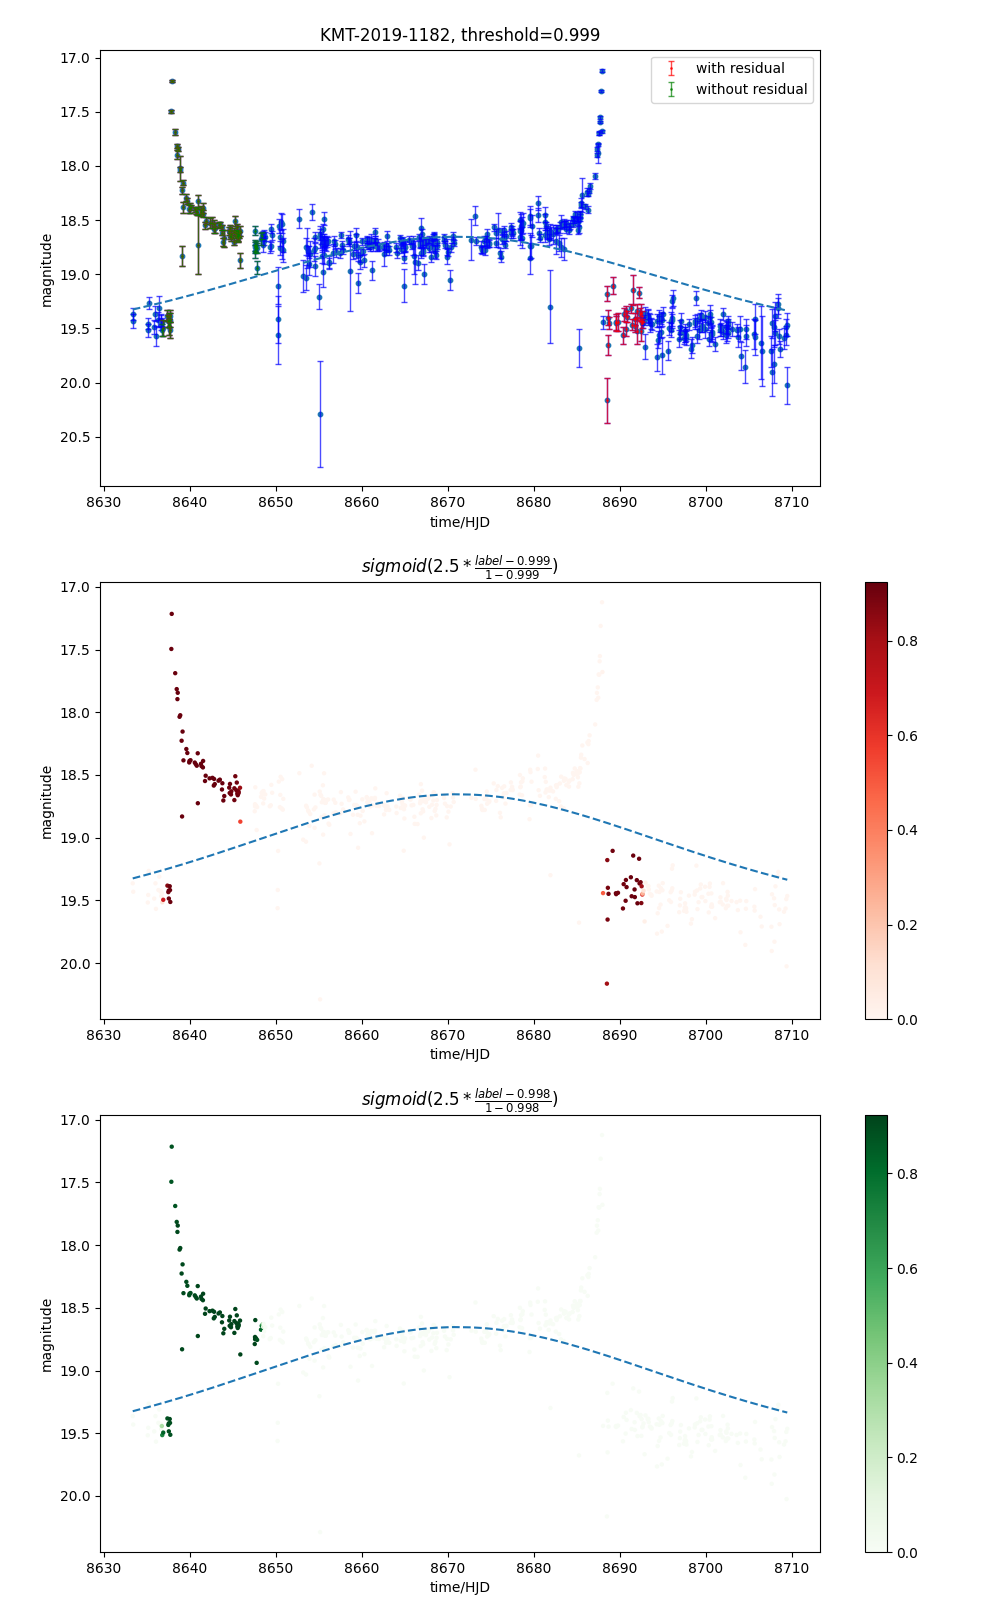 KMT-2019-1182, threshold=0.999
with residual
without residual
17.0
17.5
18.0
18.5
19.0
19.5
20.0
20.5
magnitude
8630 8640 8650 8660 8670 8680 8690 8700 8710
time/HJD
sigmoid(2.5 * \frac{label − 0.999}{1 − 0.999})
17.0
17.5
18.0
18.5
19.0
19.5
20.0
magnitude
8630 8640 8650 8660 8670 8680 8690 8700 8710
time/HJD
0.8
0.6
0.4
0.2
0.0
sigmoid(2.5 * \frac{label − 0.998}{1 − 0.998})
17.0
17.5
18.0
18.5
19.0
19.5
20.0
magnitude
8630 8640 8650 8660 8670 8680 8690 8700 8710
time/HJD
0.8
0.6
0.4
0.2
0.0